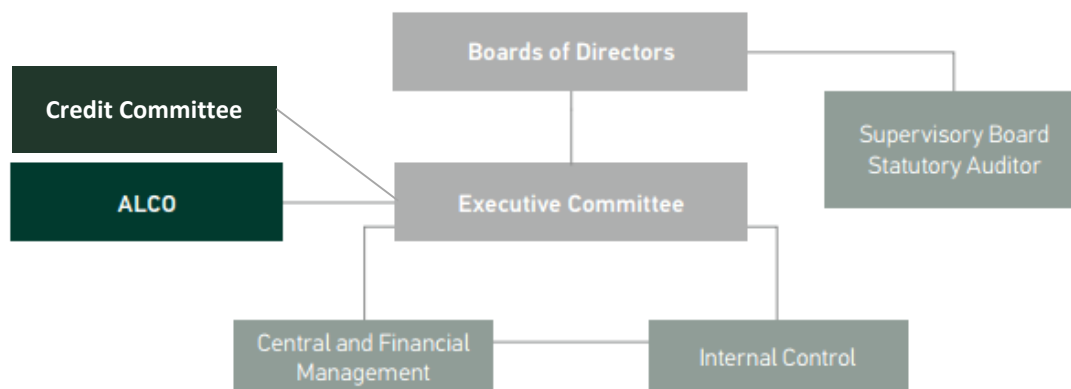 Boards of Directors
Credit Committee
Supervisory Board
Statutory Auditor
ALCO
Executive Committee
Central and Financial
Management
Internal Control